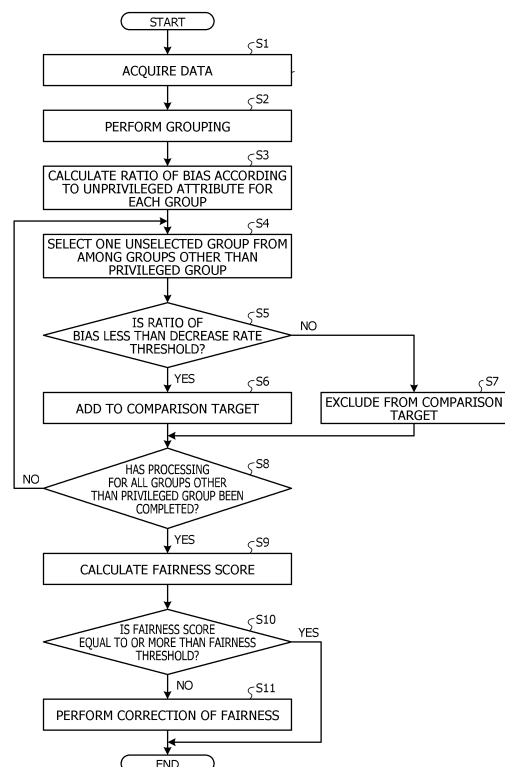 START
S1
ACQUIRE DATA
S2
PERFORM GROUPING
S3
CALCULATE RATIO OF BIAS ACCORDING
TO UNPRIVILEGED ATTRIBUTE FOR
EACH GROUP
S4
SELECT ONE UNSELECTED GROUP FROM
AMONG GROUPS OTHER THAN
PRIVILEGED GROUP
S5
IS RATIO OF
BIAS LESS THAN DECREASE RATE
THRESHOLD?
NO
YES
S6
ADD TO COMPARISON TARGET
S7
EXCLUDE FROM COMPARISON
TARGET
S8
HAS PROCESSING
FOR ALL GROUPS OTHER
THAN PRIVILEGED GROUP BEEN
COMPLETED?
NO
YES
S9
CALCULATE FAIRNESS SCORE
S10
IS FAIRNESS SCORE
EQUAL TO OR MORE THAN FAIRNESS
THRESHOLD?
YES
NO
S11
PERFORM CORRECTION OF FAIRNESS
END